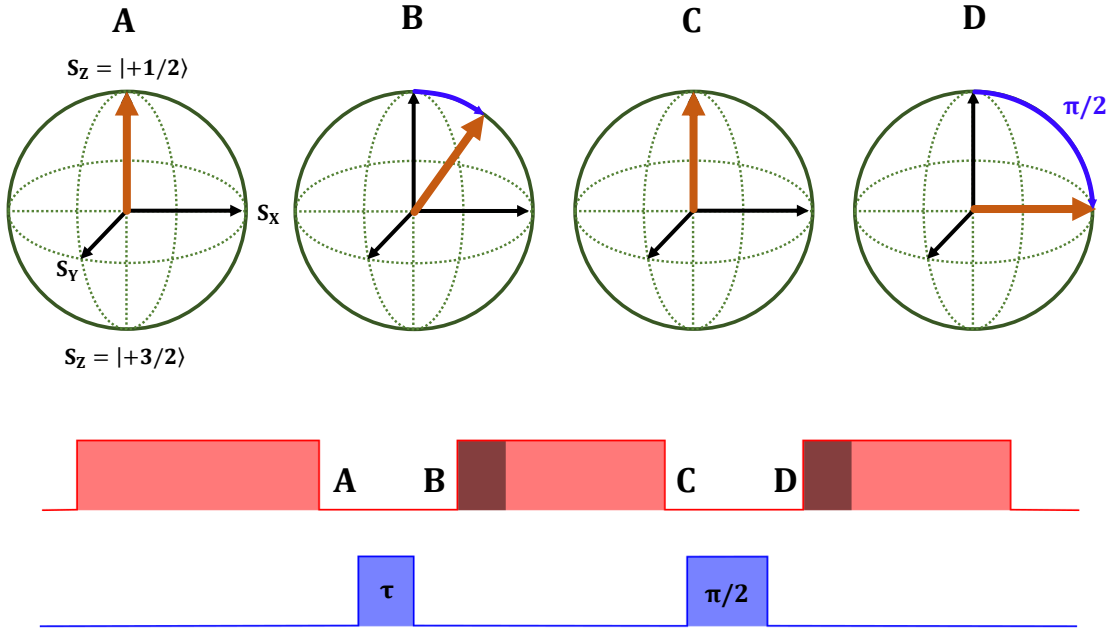 A
B
C
D
S_Z = |+1/2⟩
π/2
S_X
S_Y
S_Z = |+3/2⟩
A
B
C
D
τ
π/2